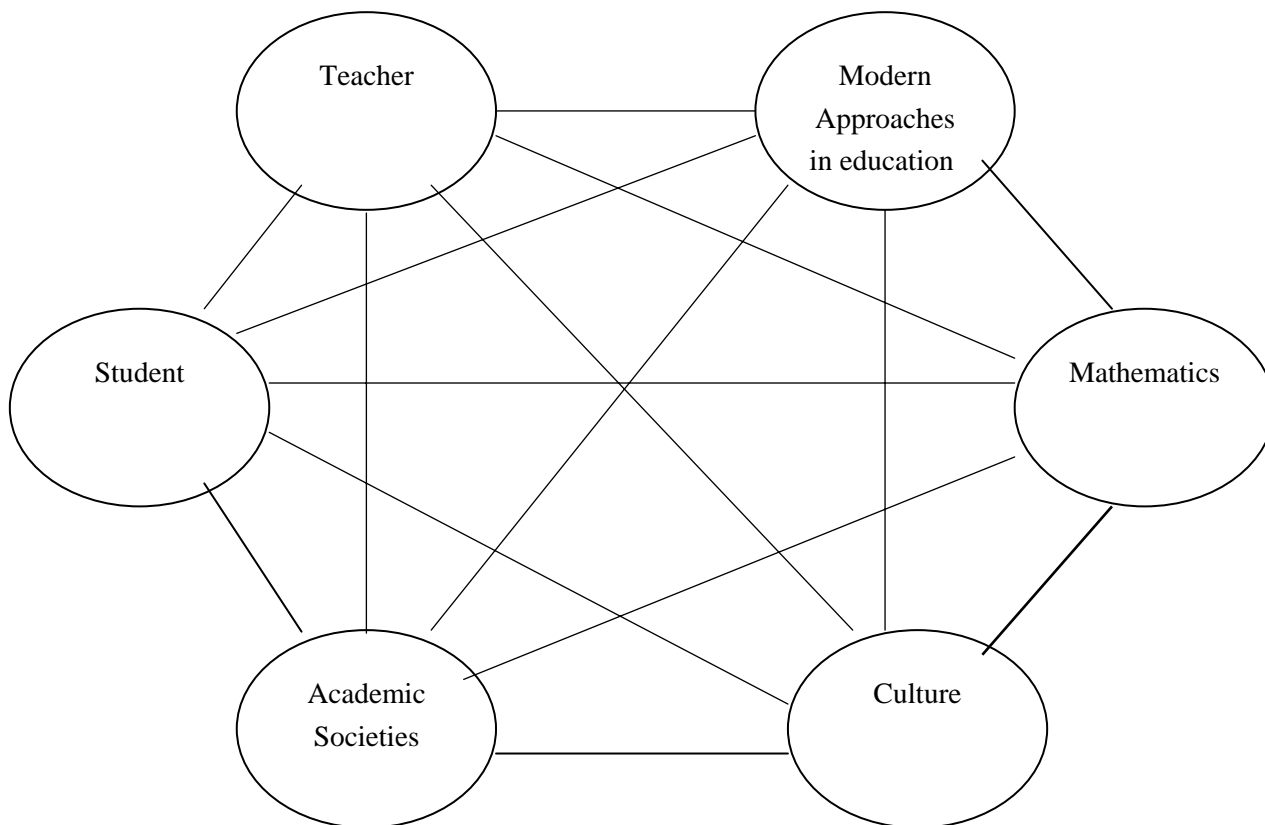 Teacher
Modern
Approaches
in education
Student
Mathematics
Academic
Societies
Culture